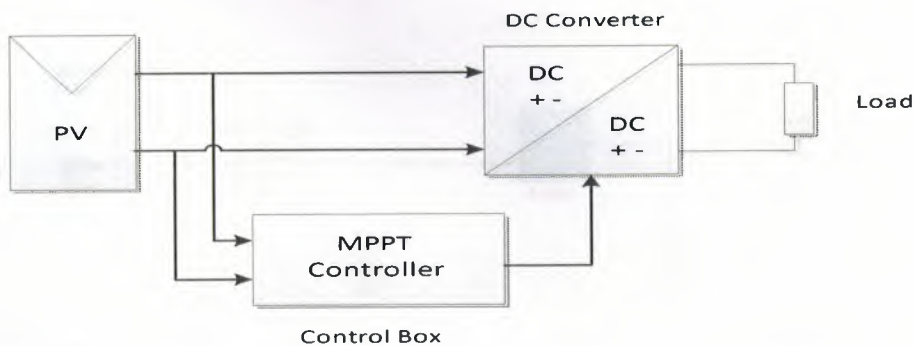 DC Converter
PV
DC
+ -
DC
+ -
Load
MPPT
Controller
Control Box